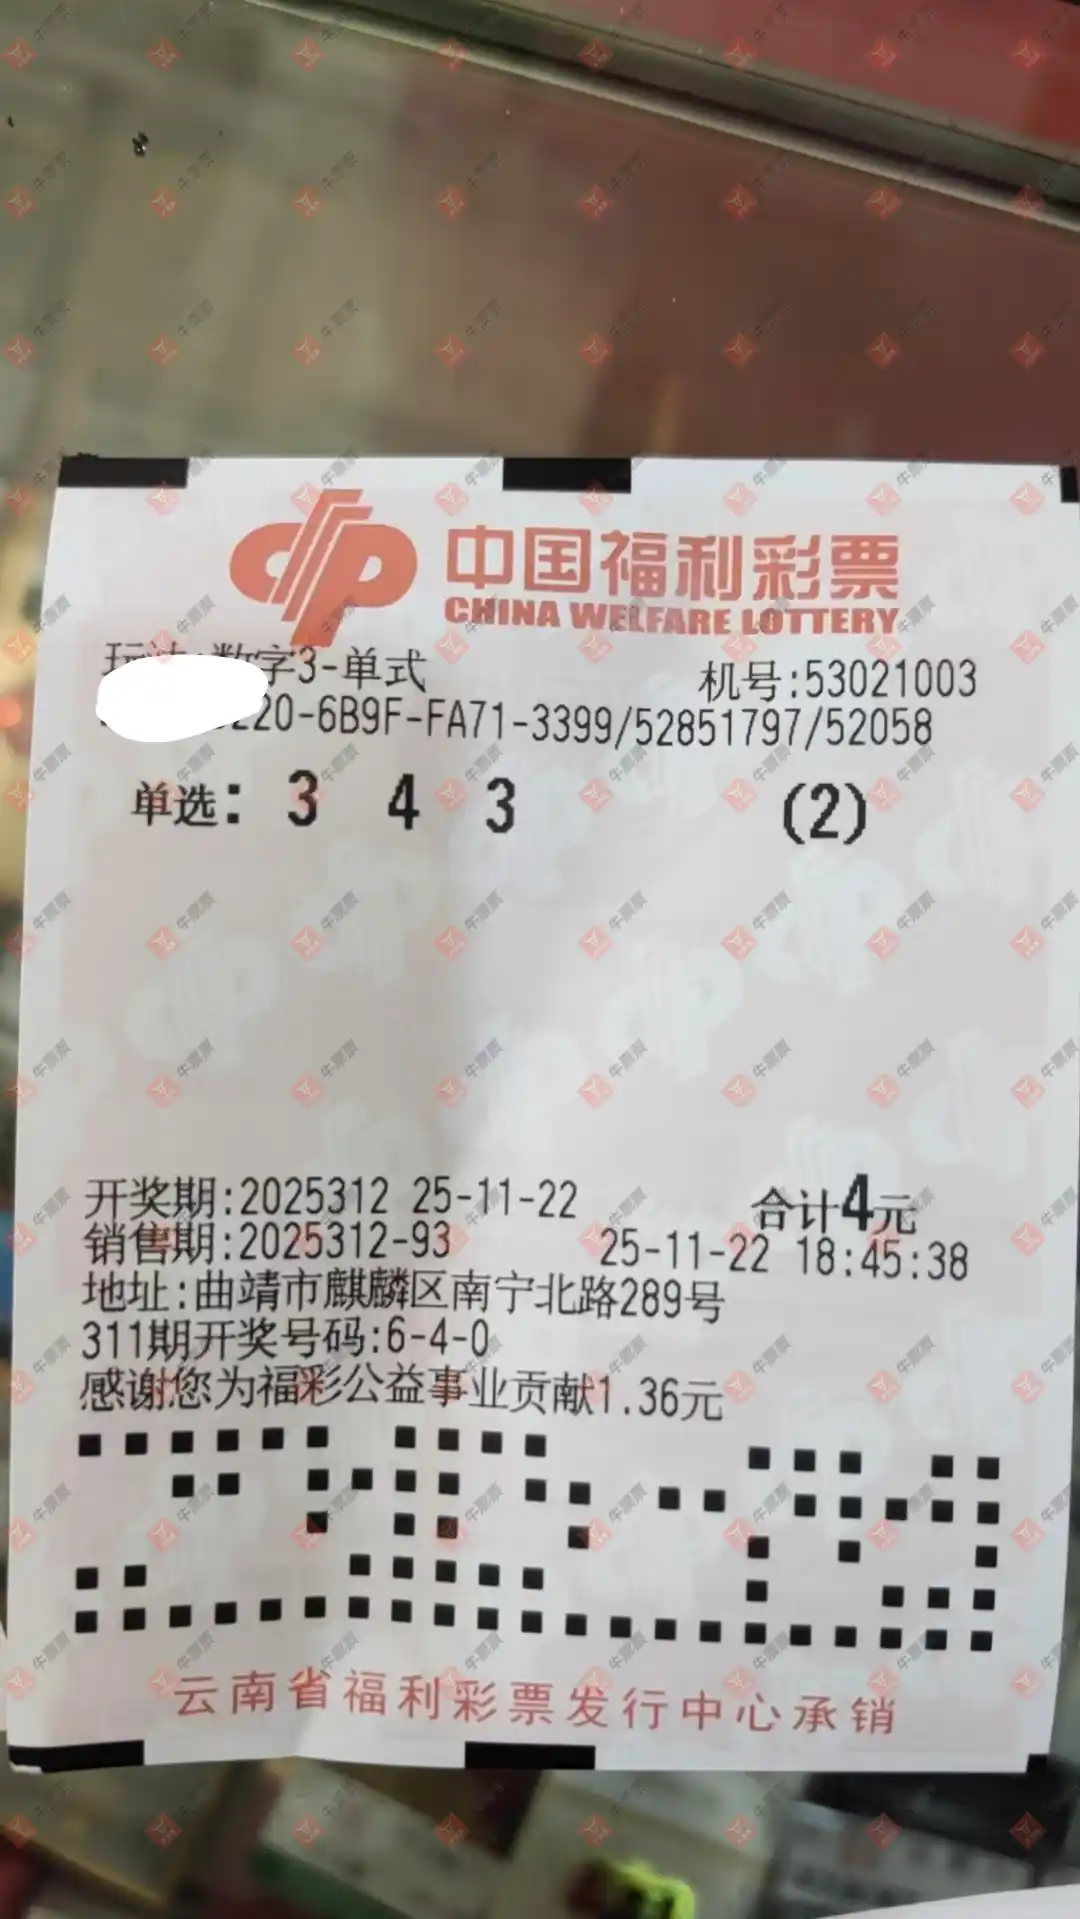 中国福利彩票
CHINA WELFARE LOTTERY
数字3-单式 机号:53021003
220-6B9F-FA71-3399/52851797/52058
单选: 3 4 3 (2)
开奖期:2025312 25-11-22 合计4元
销售期:2025312-93 25-11-22 18:45:38
地址:曲靖市麒麟区南宁北路289号
311期开奖号码:6-4-0
感谢您为福彩公益事业贡献1.36元
云南省福利彩票发行中心承销
牛票票